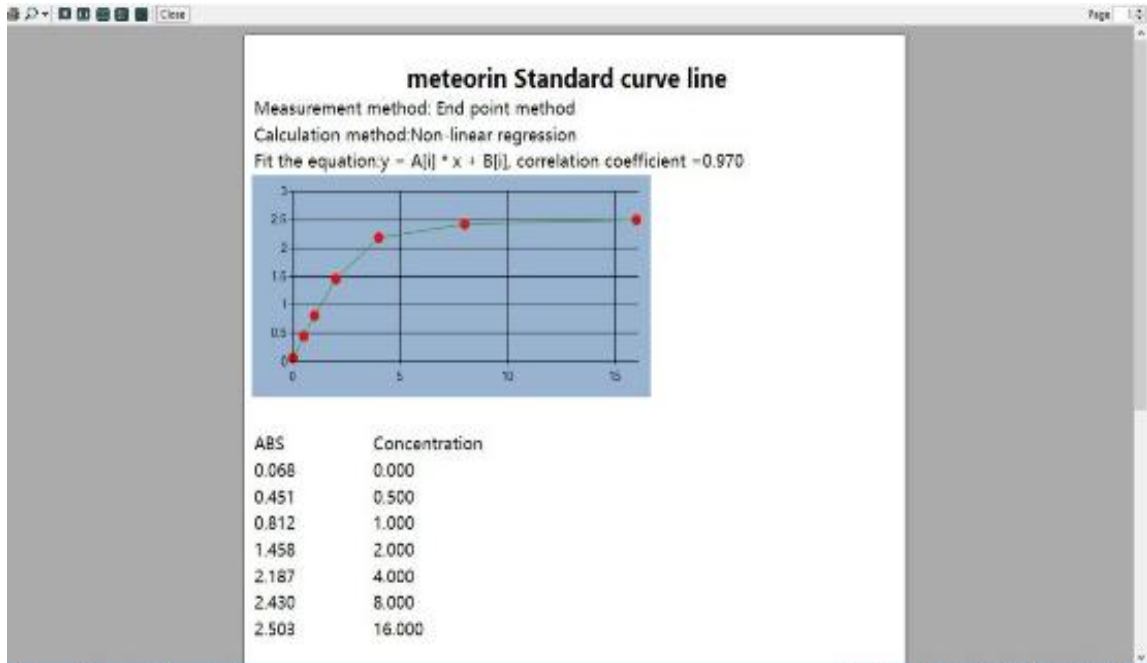 Close
Page 1
meteorin Standard curve line
Measurement method: End point method
Calculation method:Non-linear regression
Fit the equation:y = A[i] * x + B[i], correlation coefficient =0.970
3
2.5
2
1.5
1
0.5
0
0 5 10 15
ABS Concentration
0.068 0.000
0.451 0.500
0.812 1.000
1.458 2.000
2.187 4.000
2.430 8.000
2.503 16.000